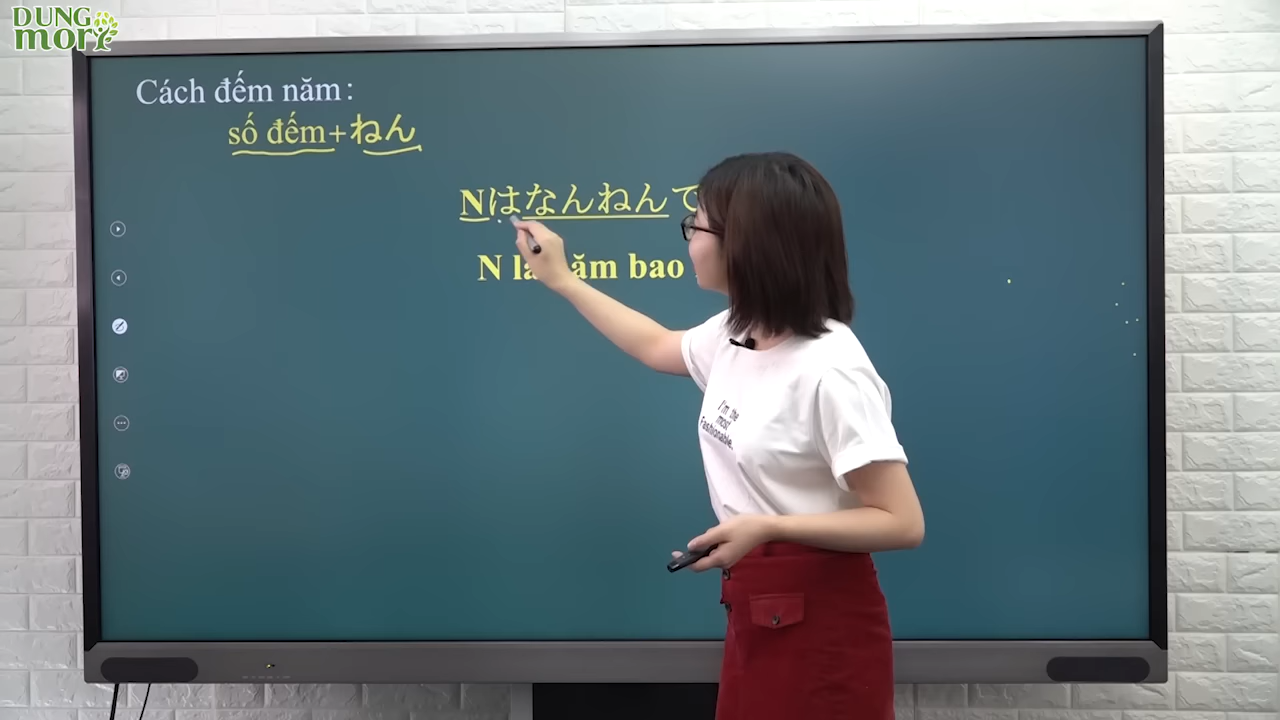 DUNG
mori
Cách đếm năm:
số đếm+ねん
Nはなんねんで
N là năm bao
I'm the
most
Fashionable.